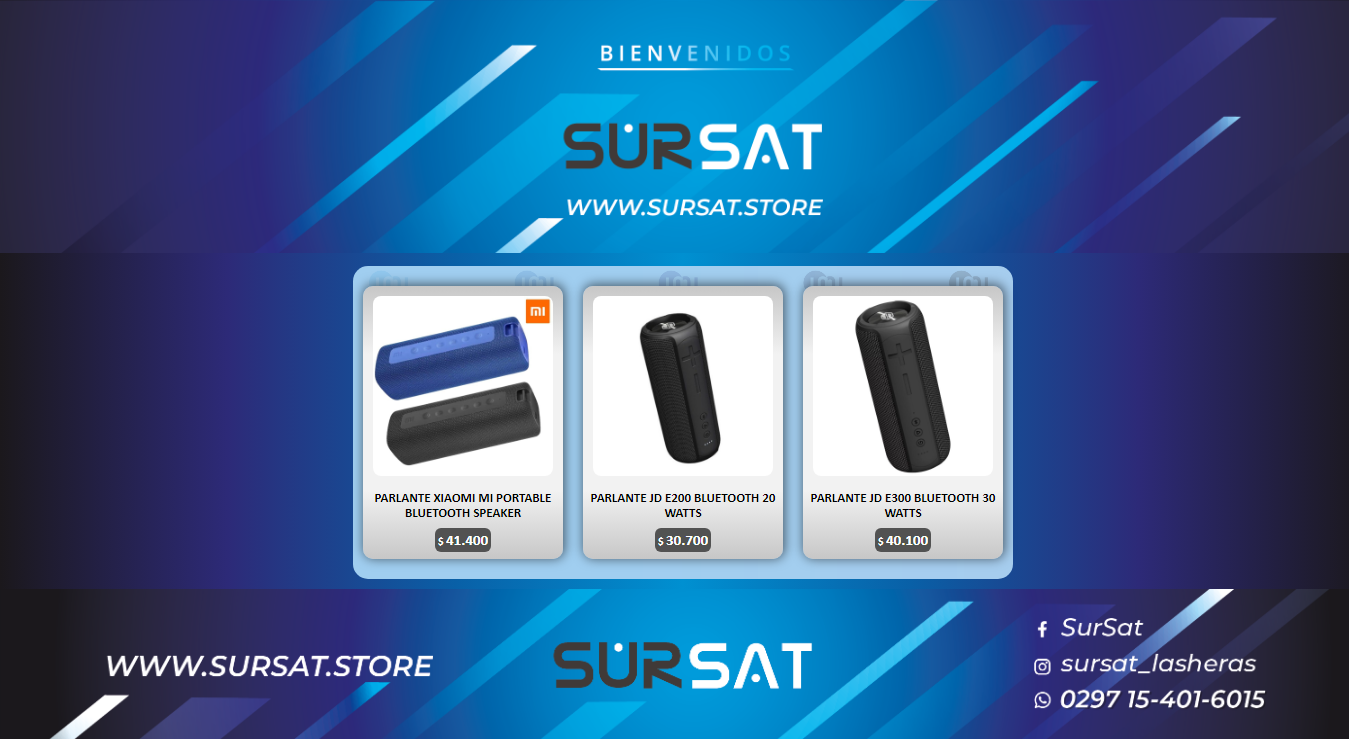 BIENVENIDOS
SURSAT
WWW.SURSAT.STORE
mi
PARLANTE XIAOMI MI PORTABLE
BLUETOOTH SPEAKER
$ 41.400
PARLANTE JD E200 BLUETOOTH 20
WATTS
$ 30.700
PARLANTE JD E300 BLUETOOTH 30
WATTS
$ 40.100
WWW.SURSAT.STORE
SURSAT
SurSat
sursat_lasheras
0297 15-401-6015